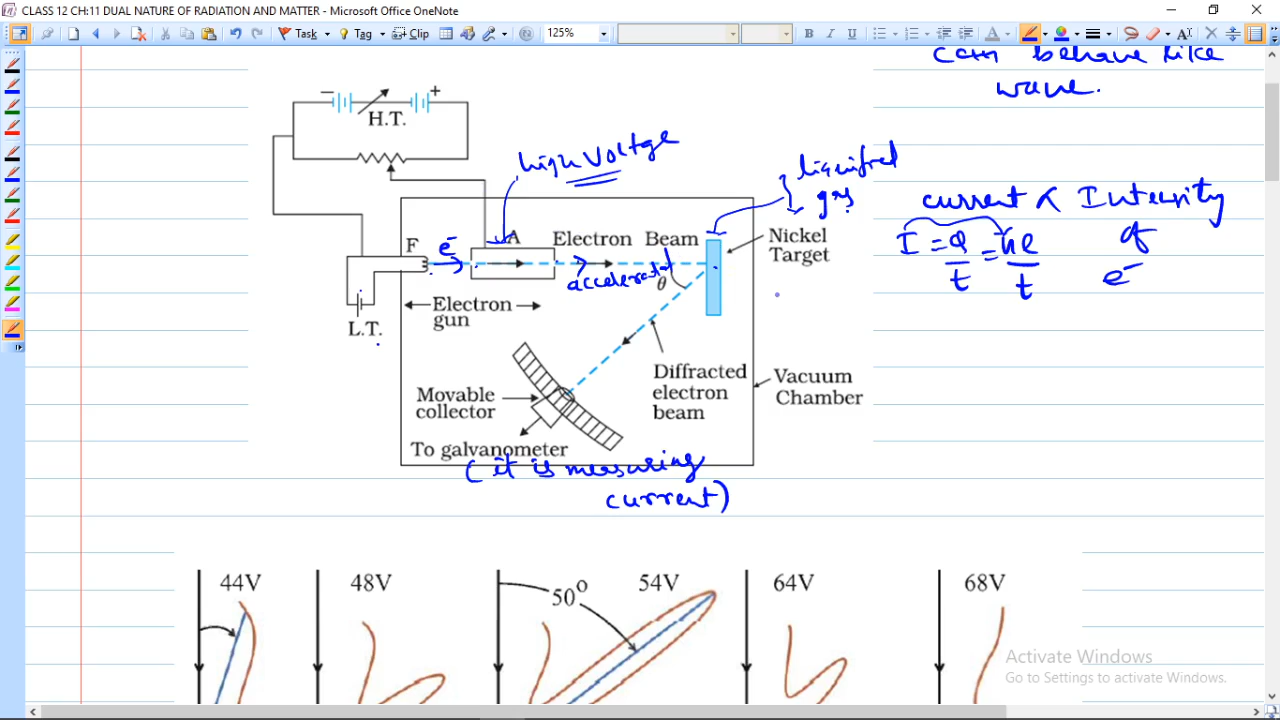 CLASS 12 CH:11 DUAL NATURE OF RADIATION AND MATTER - Microsoft Office OneNote
Task Tag Clip 125%
can behave like
wave.
− +
H.T.
high Voltage
liquified
gas
current ∝ Intensity
of
e⁻
I = Q/t = ne/t
F e⁻ A Electron Beam
Nickel
Target
accelerated
θ
Electron
gun
L.T.
Diffracted
electron
beam
Vacuum
Chamber
Movable
collector
To galvanometer
(it is measuring
current)
44V 48V 50° 54V 64V 68V
Activate Windows
Go to Settings to activate Windows.